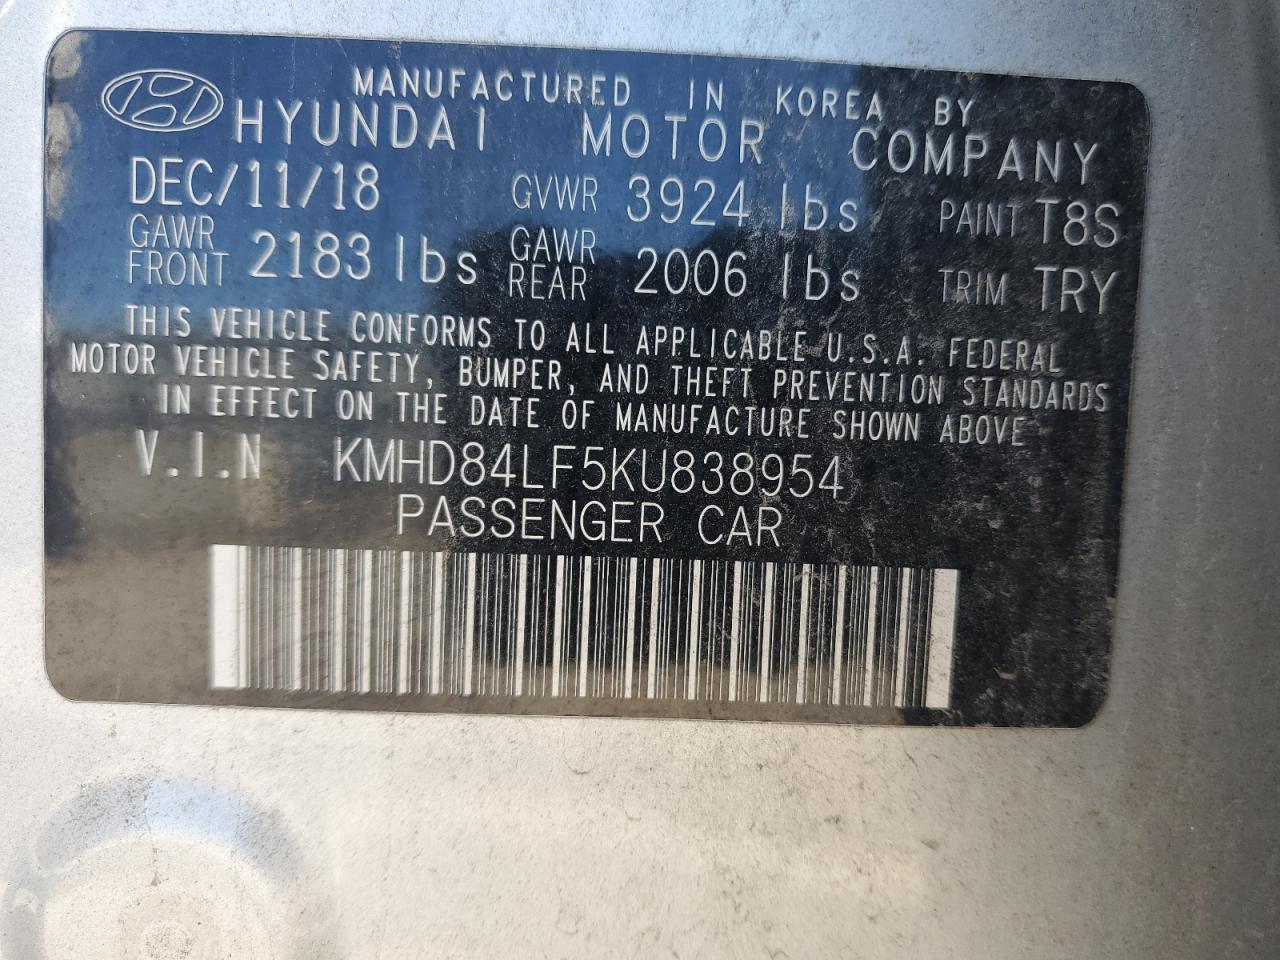 MANUFACTURED IN KOREA BY
HYUNDAI MOTOR COMPANY
DEC/11/18 GVWR 3924 lbs PAINT T8S
GAWR FRONT 2183 lbs GAWR REAR 2006 lbs TRIM TRY
THIS VEHICLE CONFORMS TO ALL APPLICABLE U.S.A. FEDERAL
MOTOR VEHICLE SAFETY, BUMPER, AND THEFT PREVENTION STANDARDS
IN EFFECT ON THE DATE OF MANUFACTURE SHOWN ABOVE
V.I.N KMHD84LF5KU838954
PASSENGER CAR